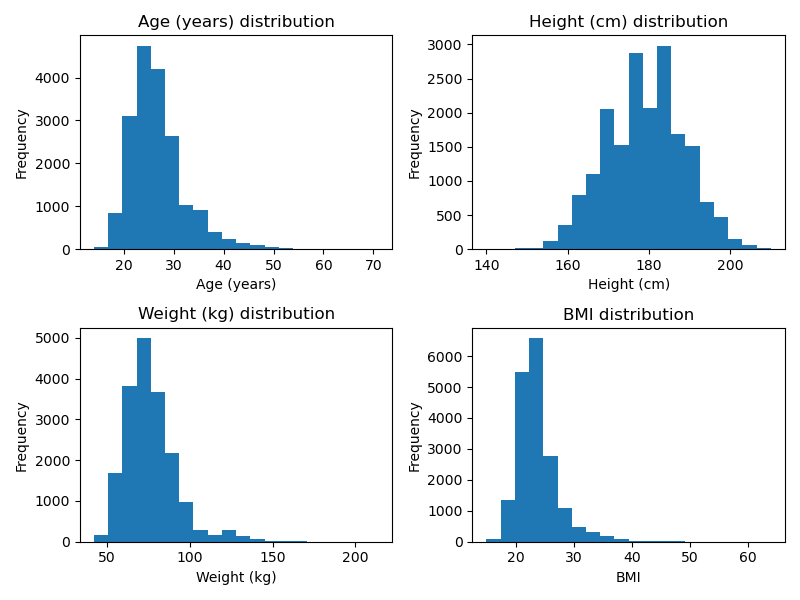 Age (years) distribution
Frequency
4000
3000
2000
1000
0
20 30 40 50 60 70
Age (years)
Height (cm) distribution
Frequency
3000
2500
2000
1500
1000
500
0
140 160 180 200
Height (cm)
Weight (kg) distribution
Frequency
5000
4000
3000
2000
1000
0
50 100 150 200
Weight (kg)
BMI distribution
Frequency
6000
5000
4000
3000
2000
1000
0
20 30 40 50 60
BMI